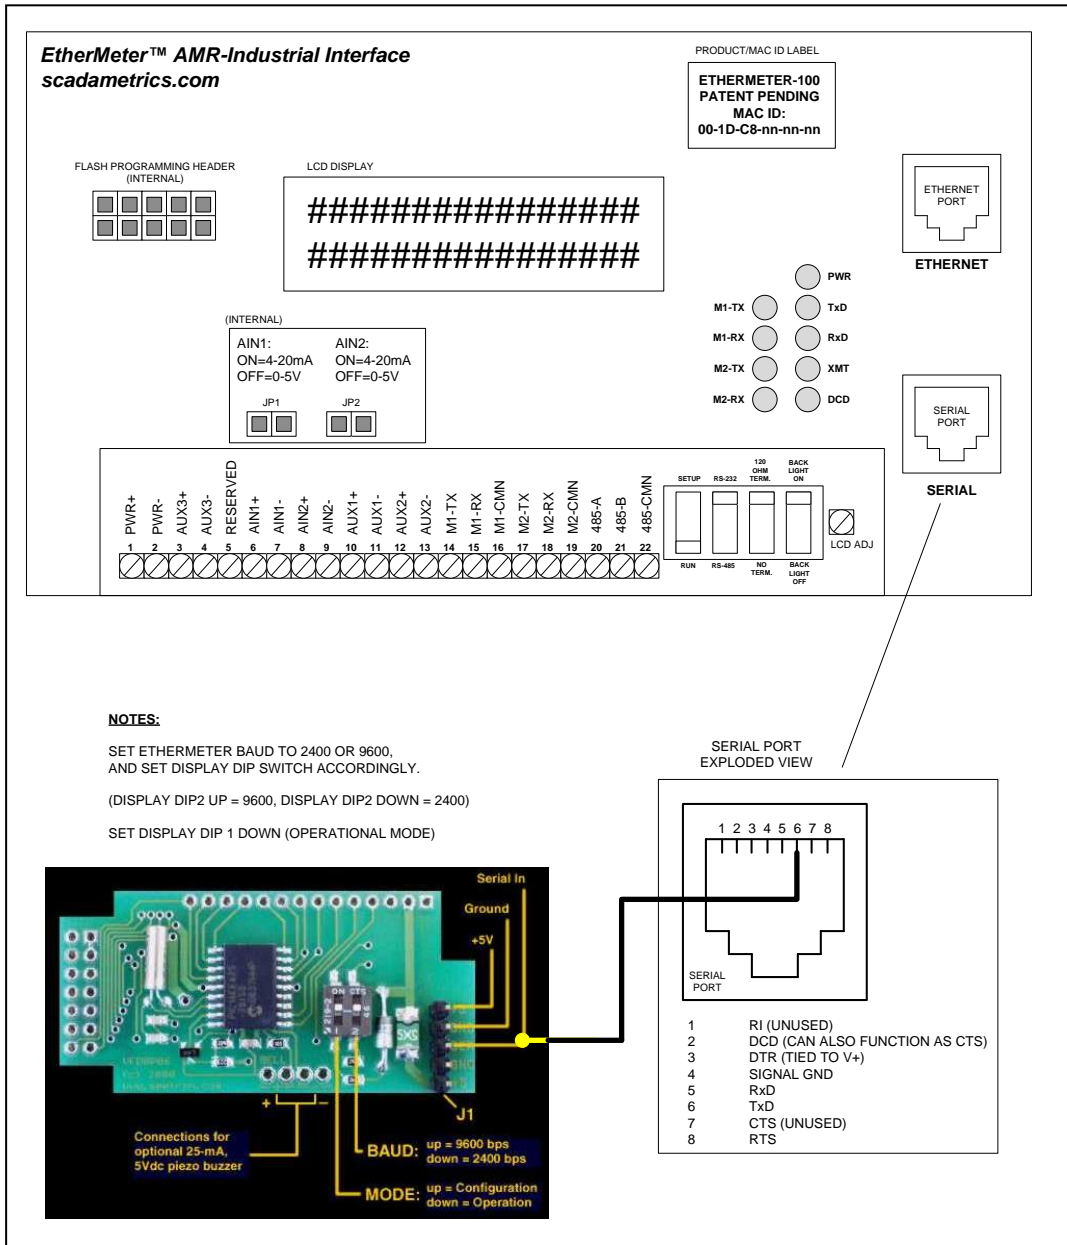 EtherMeter™ AMR-Industrial Interface
scadametrics.com
PRODUCT/MAC ID LABEL
ETHERMETER-100
PATENT PENDING
MAC ID:
00-1D-C8-nn-nn-nn
FLASH PROGRAMMING HEADER
(INTERNAL)
LCD DISPLAY
################
################
ETHERNET
PORT
ETHERNET
PWR
M1-TX TxD
M1-RX RxD
M2-TX XMT
M2-RX DCD
(INTERNAL)
AIN1: AIN2:
ON=4-20mA ON=4-20mA
OFF=0-5V OFF=0-5V
JP1 JP2
SERIAL
PORT
SERIAL
PWR+ PWR- AUX3+ AUX3- RESERVED AIN1+ AIN1- AIN2+ AIN2- AUX1+ AUX1- AUX2+ AUX2- M1-TX M1-RX M1-CMN M2-TX M2-RX M2-CMN 485-A 485-B 485-CMN
1 2 3 4 5 6 7 8 9 10 11 12 13 14 15 16 17 18 19 20 21 22
SETUP RS-232 120 OHM TERM. BACK LIGHT ON
RUN RS-485 NO TERM. BACK LIGHT OFF
LCD ADJ
NOTES:
SET ETHERMETER BAUD TO 2400 OR 9600,
AND SET DISPLAY DIP SWITCH ACCORDINGLY.
(DISPLAY DIP2 UP = 9600, DISPLAY DIP2 DOWN = 2400)
SET DISPLAY DIP 1 DOWN (OPERATIONAL MODE)
SERIAL PORT
EXPLODED VIEW
1 2 3 4 5 6 7 8
SERIAL
PORT
1 RI (UNUSED)
2 DCD (CAN ALSO FUNCTION AS CTS)
3 DTR (TIED TO V+)
4 SIGNAL GND
5 RxD
6 TxD
7 CTS (UNUSED)
8 RTS
Serial In
Ground
+5V
ON CTS
BELL
+ −
J1
Connections for
optional 25-mA,
5Vdc piezo buzzer
BAUD: up = 9600 bps
down = 2400 bps
MODE: up = Configuration
down = Operation